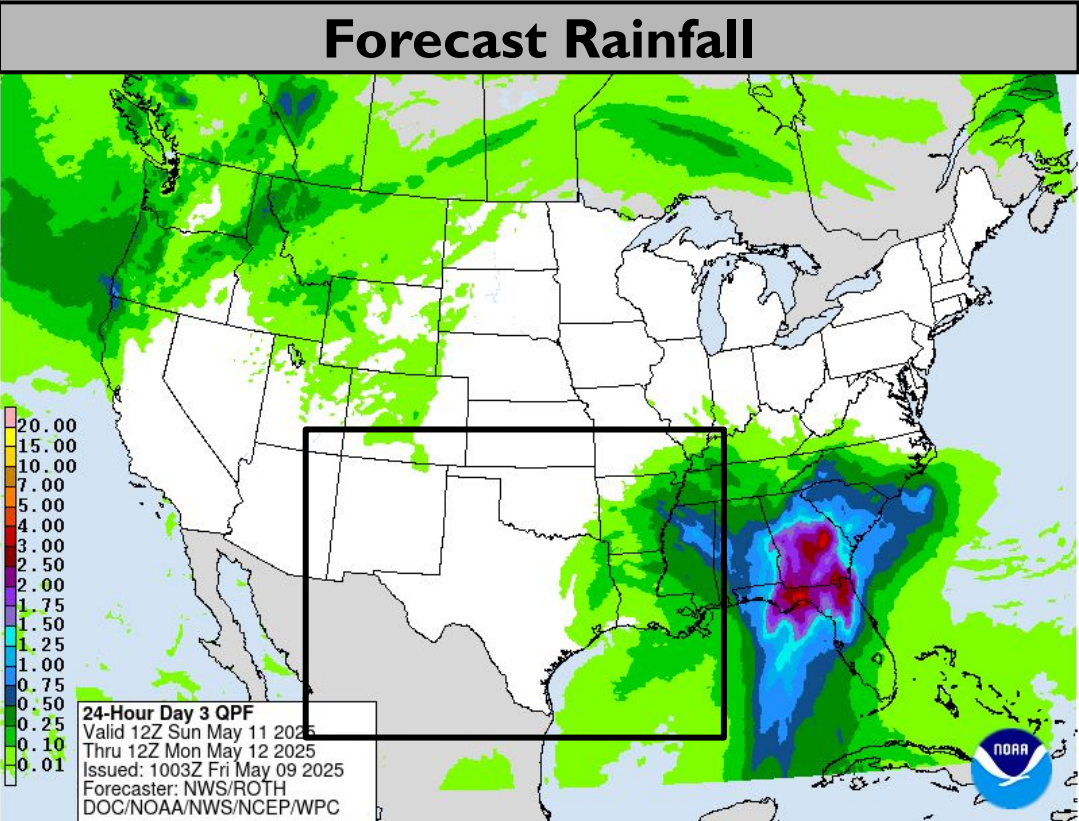 Forecast Rainfall
20.00
15.00
10.00
7.00
5.00
4.00
3.00
2.50
2.00
1.75
1.50
1.25
1.00
0.75
0.50
0.25
0.10
0.01
24-Hour Day 3 QPF
Valid 12Z Sun May 11 2025
Thru 12Z Mon May 12 2025
Issued: 1003Z Fri May 09 2025
Forecaster: NWS/ROTH
DOC/NOAA/NWS/NCEP/WPC
NOAA